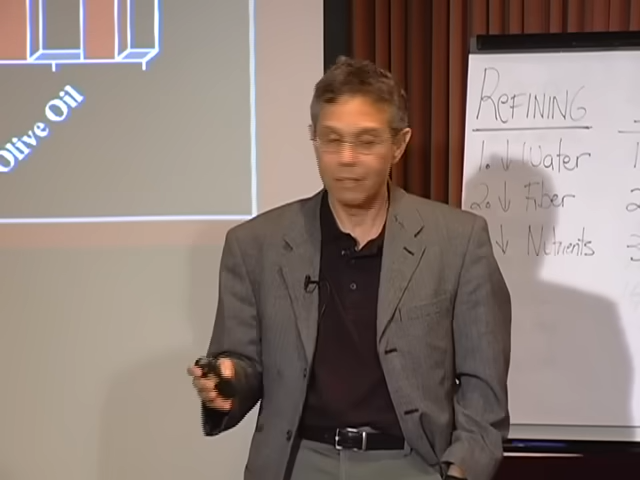 Olive Oil
REFINING
1. ↓ Water
2. ↓ Fiber
↓ Nutrients